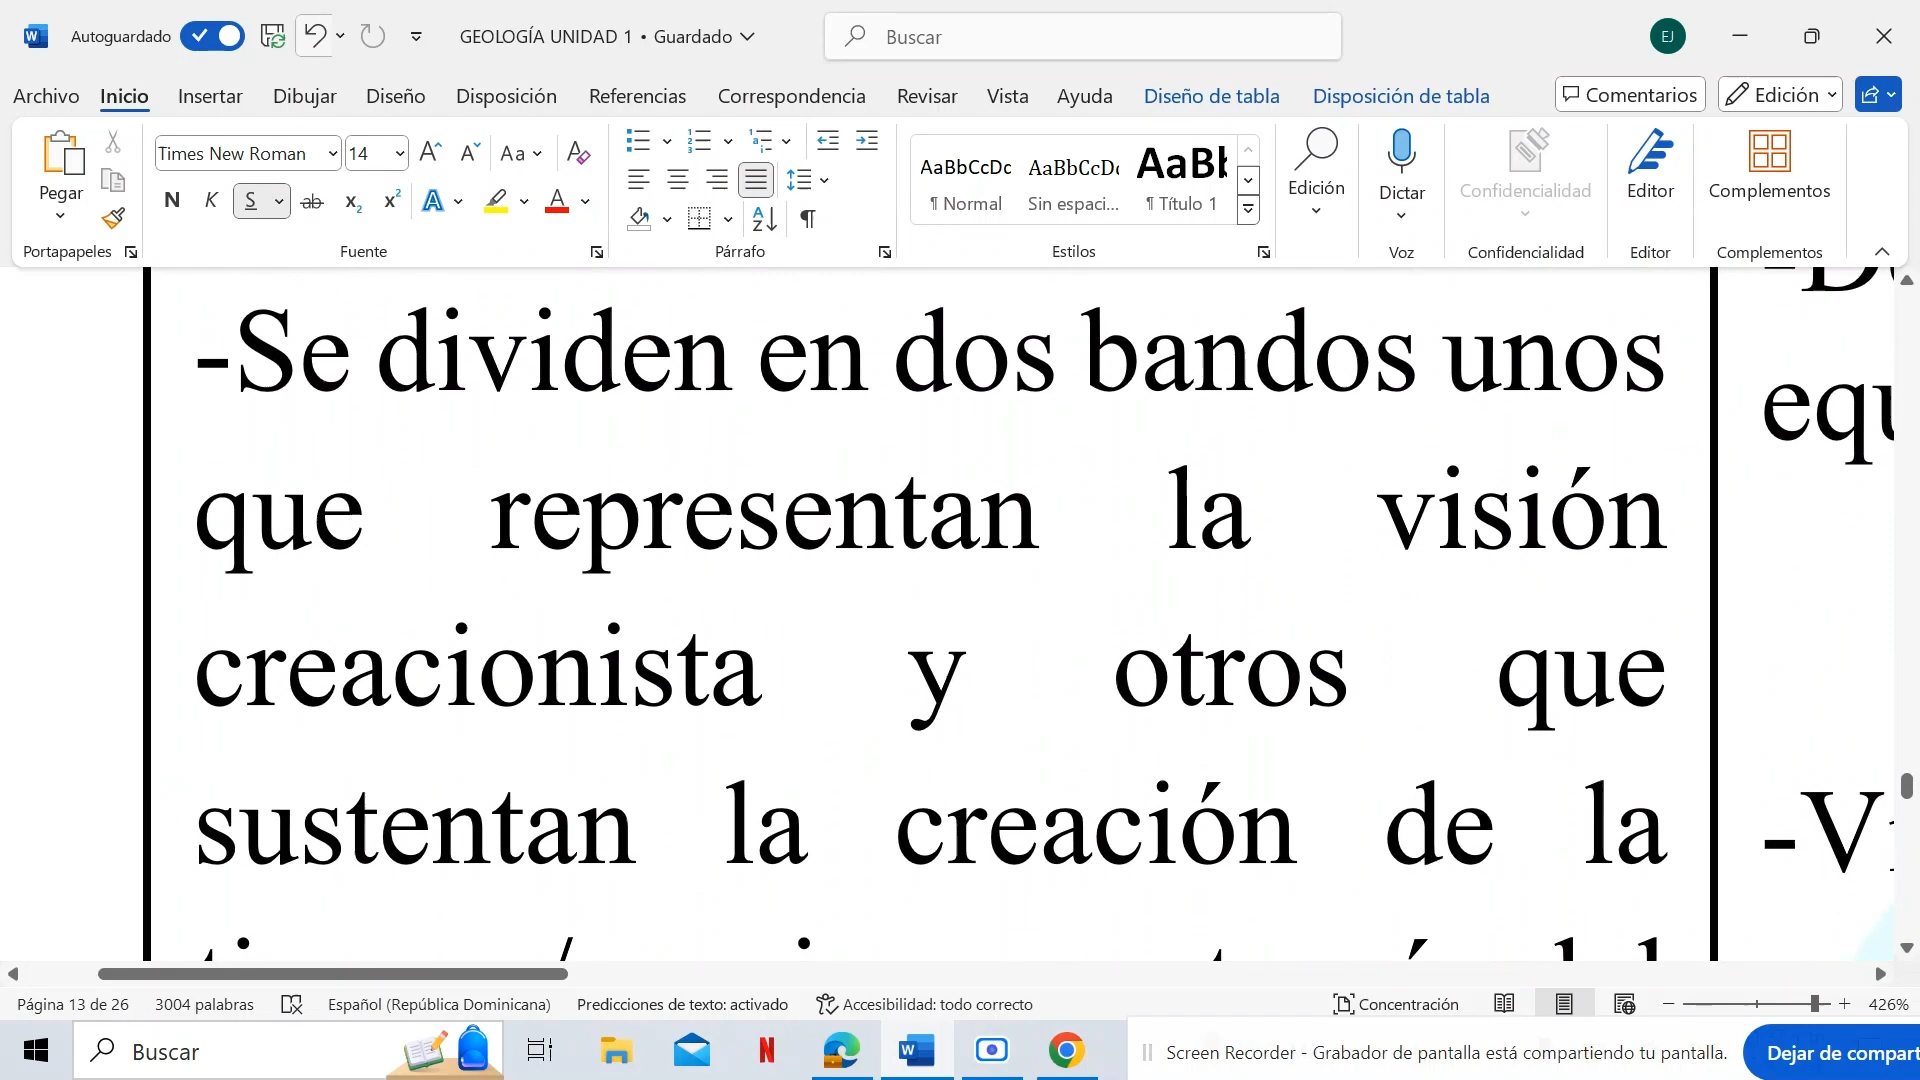 Autoguardado GEOLOGÍA UNIDAD 1 • Guardado Buscar EJ
Archivo Inicio Insertar Dibujar Diseño Disposición Referencias Correspondencia Revisar Vista Ayuda Diseño de tabla Disposición de tabla Comentarios Edición
Times New Roman 14 Aa
Pegar
N K S ab x₂ x² A A
AaBbCcDc AaBbCcDc AaBb
¶ Normal Sin espaci... ¶ Título 1
Edición Dictar Confidencialidad Editor Complementos
Portapapeles Fuente Párrafo Estilos Voz Confidencialidad Editor Complementos
-Se dividen en dos bandos unos
que representan la visión
creacionista y otros que
sustentan la creación de la
equ
-V
Página 13 de 26 3004 palabras Español (República Dominicana) Predicciones de texto: activado Accesibilidad: todo correcto Concentración 426%
Buscar
Screen Recorder - Grabador de pantalla está compartiendo tu pantalla. Dejar de compart